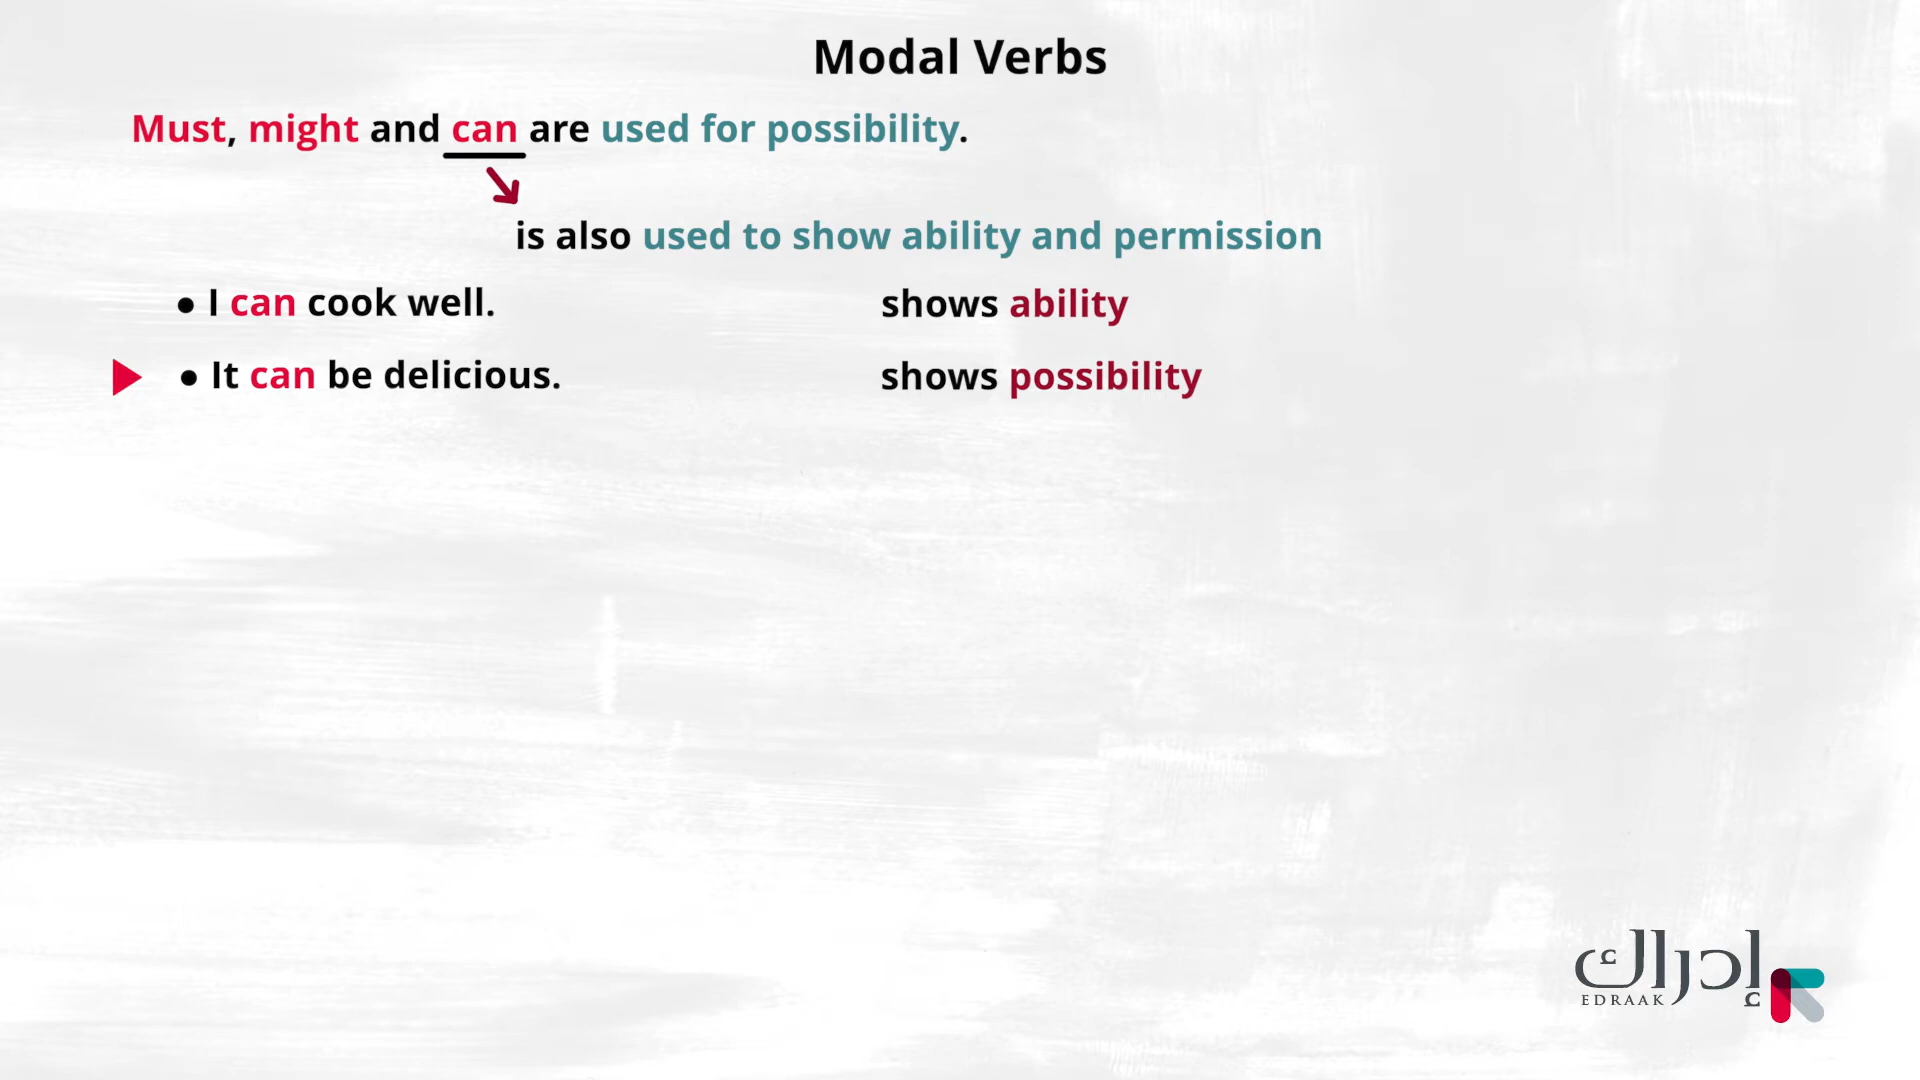 Modal Verbs
Must, might and can are used for possibility.
is also used to show ability and permission
• I can cook well. shows ability
• It can be delicious. shows possibility
إدراك
EDRAAK